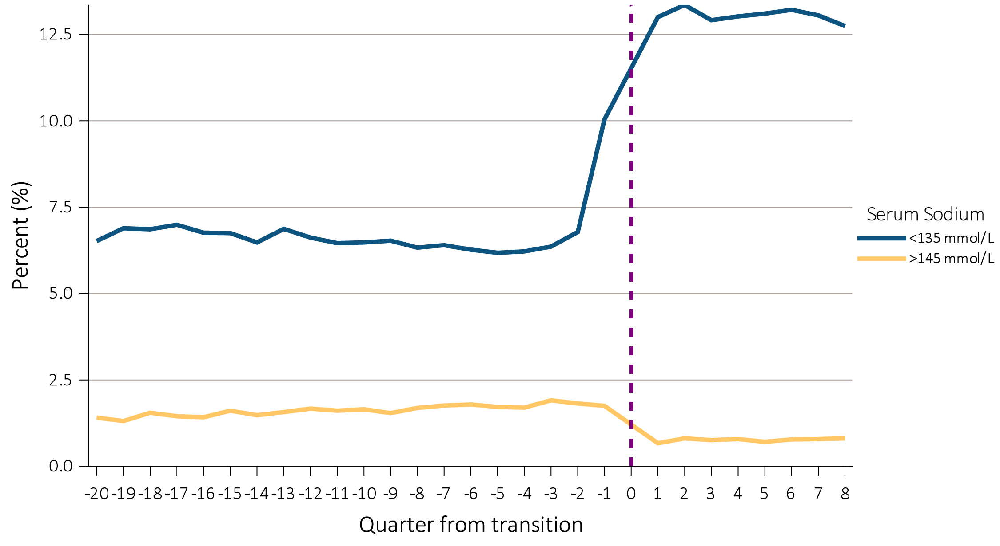 12.5
10.0
7.5
5.0
2.5
0.0
Percent (%)
-20 -19 -18 -17 -16 -15 -14 -13 -12 -11 -10 -9 -8 -7 -6 -5 -4 -3 -2 -1 0 1 2 3 4 5 6 7 8
Quarter from transition
Serum Sodium
<135 mmol/L
>145 mmol/L